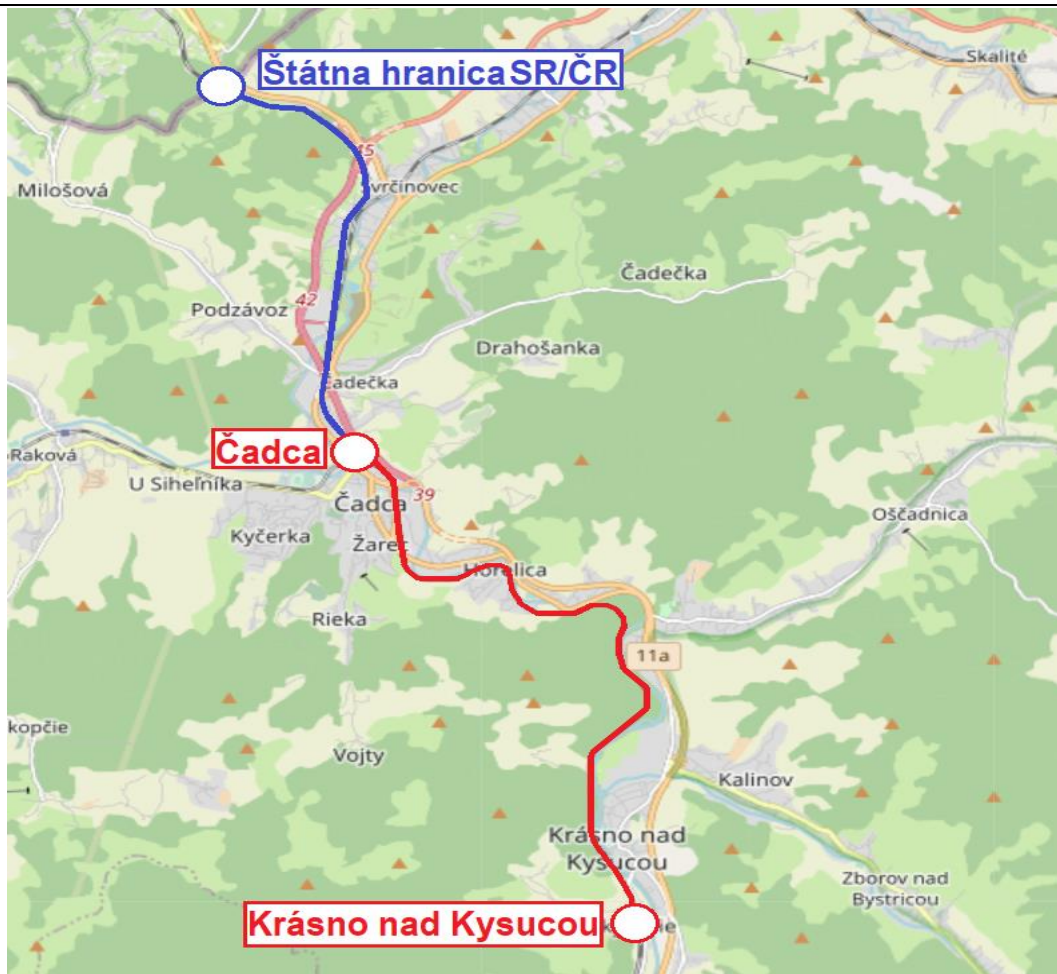 Štátna hranica SR/ČR
Skalité
45
Milošová
vrčinovec
Čadečka
42
Podzávoz
Drahošanka
Čadečka
Čadca
Raková
U Siheľníka
39
Čadca
Oščadnica
Kyčerka
Žarec
Horelica
Rieka
11a
kopčie
Vojty
Kalinov
Krásno nad
Kysucou
Zborov nad
Bystricou
Krásno nad Kysucou